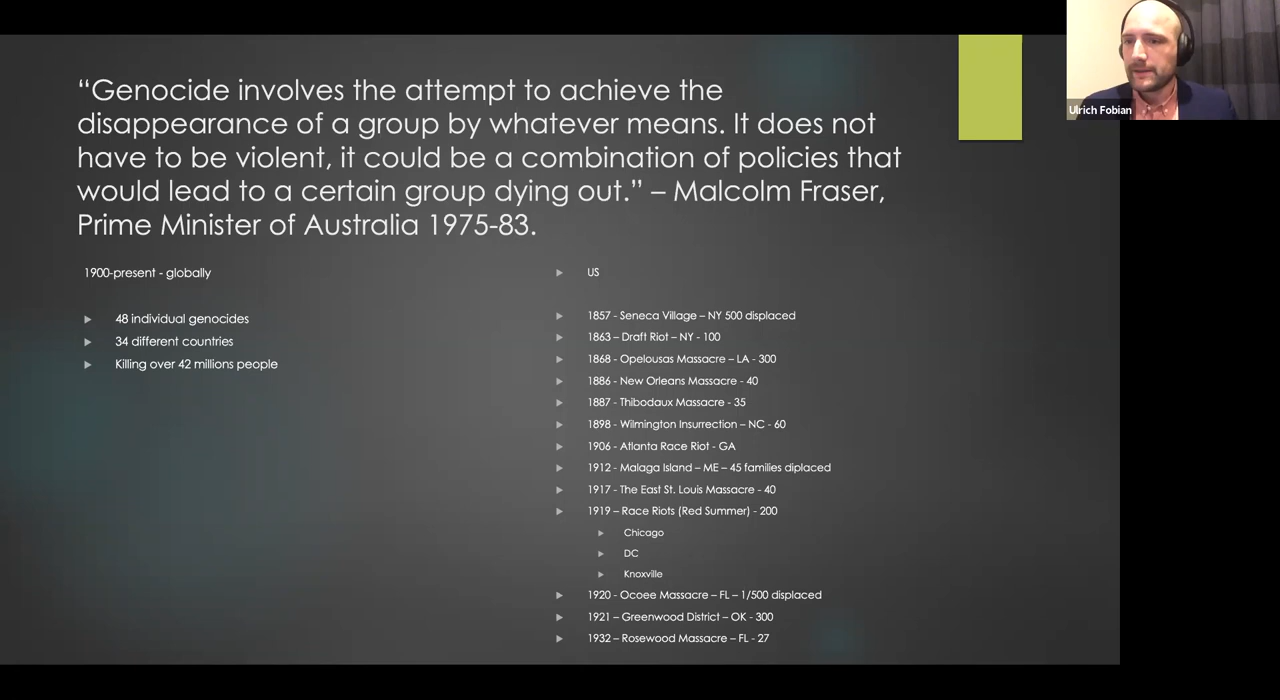 “Genocide involves the attempt to achieve the
disappearance of a group by whatever means. It does not
have to be violent, it could be a combination of policies that
would lead to a certain group dying out.” – Malcolm Fraser,
Prime Minister of Australia 1975-83.
1900-present - globally
48 individual genocides
34 different countries
Killing over 42 millions people
US
1857 - Seneca Village – NY 500 displaced
1863 – Draft Riot – NY - 100
1868 - Opelousas Massacre – LA - 300
1886 - New Orleans Massacre - 40
1887 - Thibodaux Massacre - 35
1898 - Wilmington Insurrection – NC - 60
1906 - Atlanta Race Riot - GA
1912 - Malaga Island – ME – 45 families diplaced
1917 - The East St. Louis Massacre - 40
1919 – Race Riots (Red Summer) - 200
Chicago
DC
Knoxville
1920 - Ocoee Massacre – FL – 1/500 displaced
1921 – Greenwood District – OK - 300
1932 – Rosewood Massacre – FL - 27
Ulrich Fobian